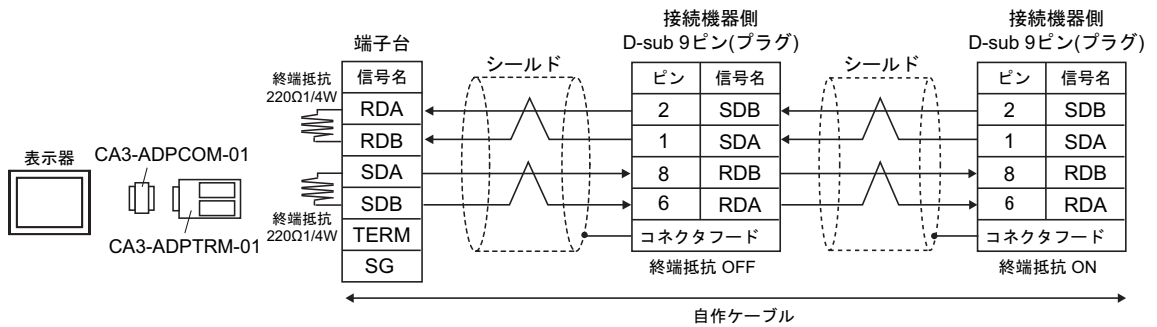 表示器
CA3-ADPCOM-01
CA3-ADPTRM-01
終端抵抗
220Ω1/4W
終端抵抗
220Ω1/4W
端子台
信号名
RDA
RDB
SDA
SDB
TERM
SG
シールド
接続機器側
D-sub 9ピン(プラグ)
ピン 信号名
2 SDB
1 SDA
8 RDB
6 RDA
コネクタフード
終端抵抗 OFF
シールド
接続機器側
D-sub 9ピン(プラグ)
ピン 信号名
2 SDB
1 SDA
8 RDB
6 RDA
コネクタフード
終端抵抗 ON
自作ケーブル